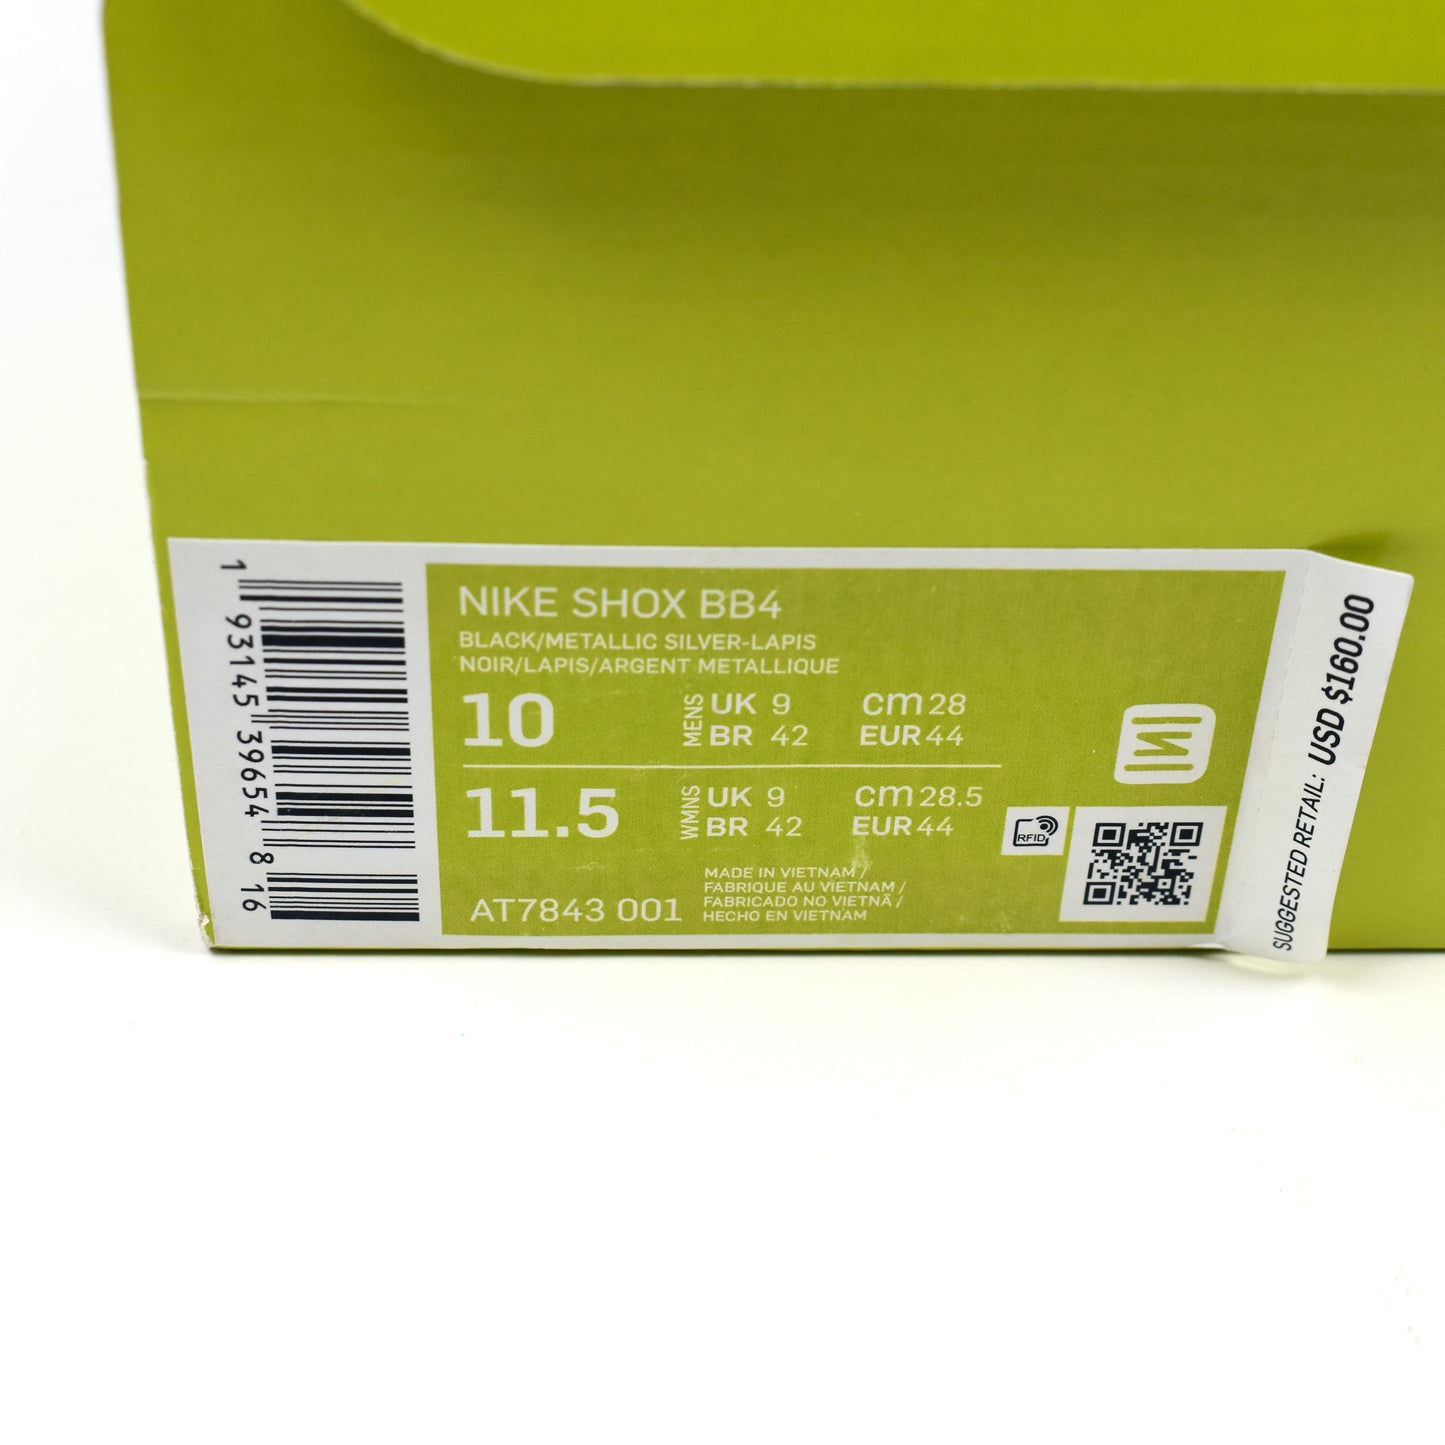 1 93145 39654 8 16
NIKE SHOX BB4
BLACK/METALLIC SILVER-LAPIS
NOIR/LAPIS/ARGENT METALLIQUE
10 MENS UK 9 cm 28
BR 42 EUR 44
11.5 WMNS UK 9 cm 28.5
BR 42 EUR 44
RFID
AT7843 001
MADE IN VIETNAM /
FABRIQUE AU VIETNAM /
FABRICADO NO VIETNÃ /
HECHO EN VIETNAM
SUGGESTED RETAIL: USD $160.00